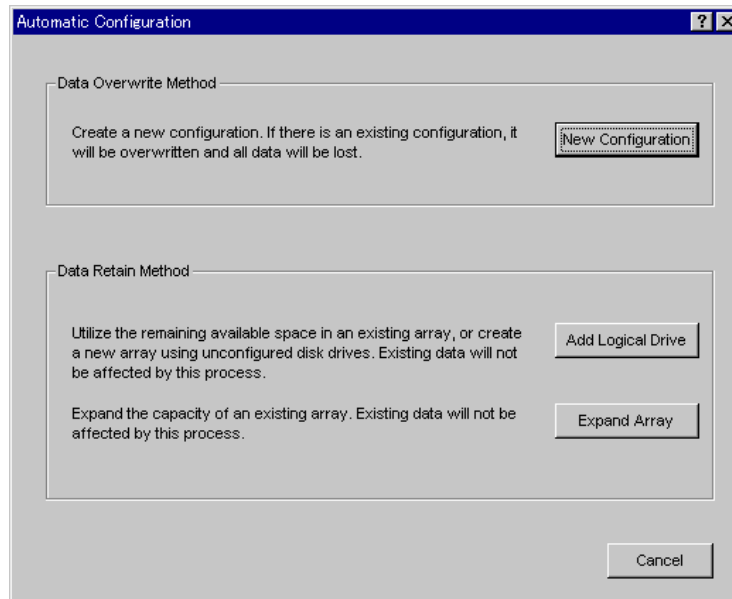 Automatic Configuration
Data Overwrite Method
Create a new configuration. If there is an existing configuration, it
will be overwritten and all data will be lost.
New Configuration
Data Retain Method
Utilize the remaining available space in an existing array, or create
a new array using unconfigured disk drives. Existing data will not
be affected by this process.
Add Logical Drive
Expand the capacity of an existing array. Existing data will not be
affected by this process.
Expand Array
Cancel